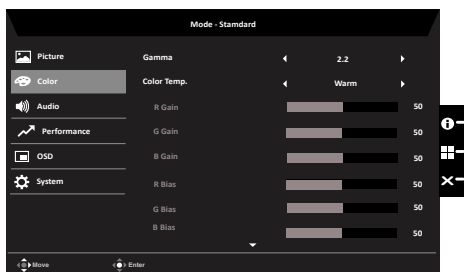 Mode - Standard
Picture
Color
Audio
Performance
OSD
System
Gamma 2.2
Color Temp. Warm
R Gain 50
G Gain 50
B Gain 50
R Bias 50
G Bias 50
B Bias 50
Move Enter